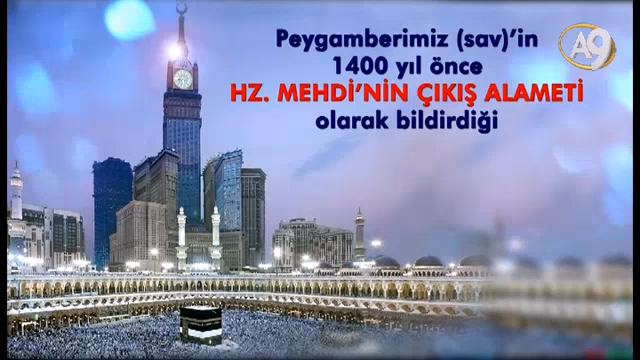 Peygamberimiz (sav)'in
1400 yıl önce
HZ. MEHDİ'NİN ÇIKIŞ ALAMETİ
olarak bildirdiği
A9